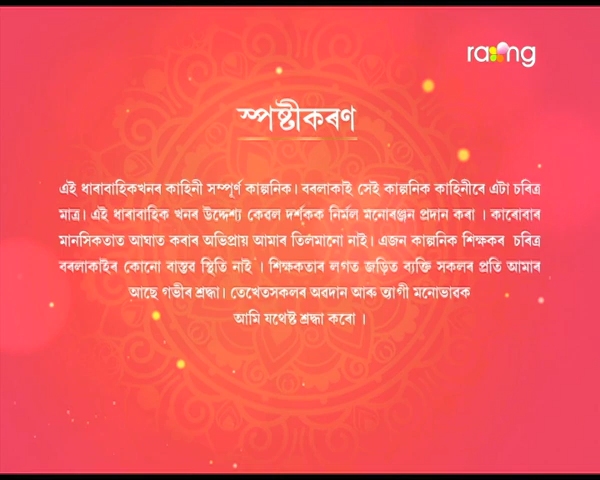 raang
স্পষ্টীকৰণ
এই ধাৰাবাহিকখনৰ কাহিনী সম্পূৰ্ণ কাল্পনিক। বৰলাকাই সেই কাল্পনিক কাহিনীৰে এটা চৰিত্ৰ
মাত্ৰ। এই ধাৰাবাহিক খনৰ উদ্দেশ্য কেৱল দৰ্শকক নিৰ্মল মনোৰঞ্জন প্ৰদান কৰা । কাৰোবাৰ
মানসিকতাত আঘাত কৰাৰ অভিপ্ৰায় আমাৰ তিলমানো নাই। এজন কাল্পনিক শিক্ষকৰ চৰিত্ৰ
বৰলাকাইৰ কোনো বাস্তৱ স্থিতি নাই । শিক্ষকতাৰ লগত জড়িত ব্যক্তি সকলৰ প্ৰতি আমাৰ
আছে গভীৰ শ্ৰদ্ধা। তেখেতসকলৰ অৱদান আৰু ত্যাগী মনোভাৱক
আমি যথেষ্ট শ্ৰদ্ধা কৰো ।